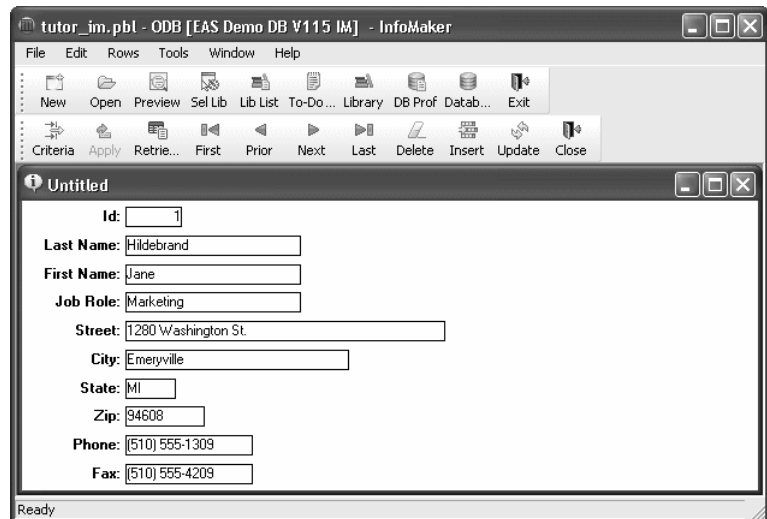 tutor_im.pbl - ODB [EAS Demo DB V115 IM] - InfoMaker
File Edit Rows Tools Window Help
New Open Preview Sel Lib Lib List To-Do... Library DB Prof Datab... Exit
Criteria Apply Retrie... First Prior Next Last Delete Insert Update Close
Untitled
Id: 1
Last Name: Hildebrand
First Name: Jane
Job Role: Marketing
Street: 1280 Washington St.
City: Emeryville
State: MI
Zip: 94608
Phone: (510) 555-1309
Fax: (510) 555-4209
Ready